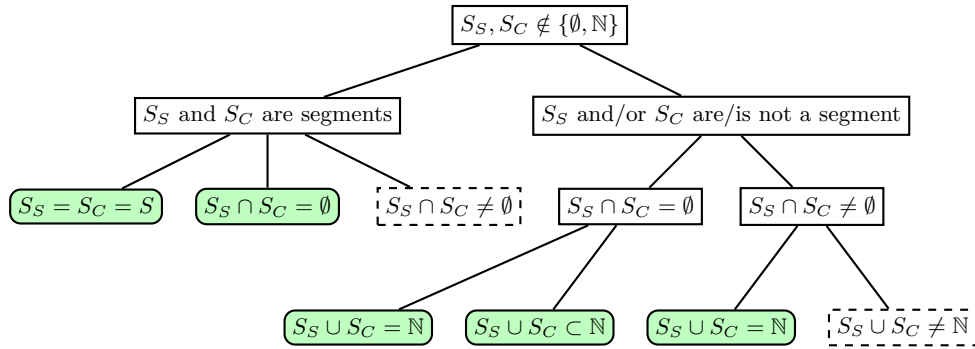 S_S, S_C ∉ {∅, ℕ}
S_S and S_C are segments
S_S and/or S_C are/is not a segment
S_S = S_C = S
S_S ∩ S_C = ∅
S_S ∩ S_C ≠ ∅
S_S ∩ S_C = ∅
S_S ∩ S_C ≠ ∅
S_S ∪ S_C = ℕ
S_S ∪ S_C ⊂ ℕ
S_S ∪ S_C = ℕ
S_S ∪ S_C ≠ ℕ